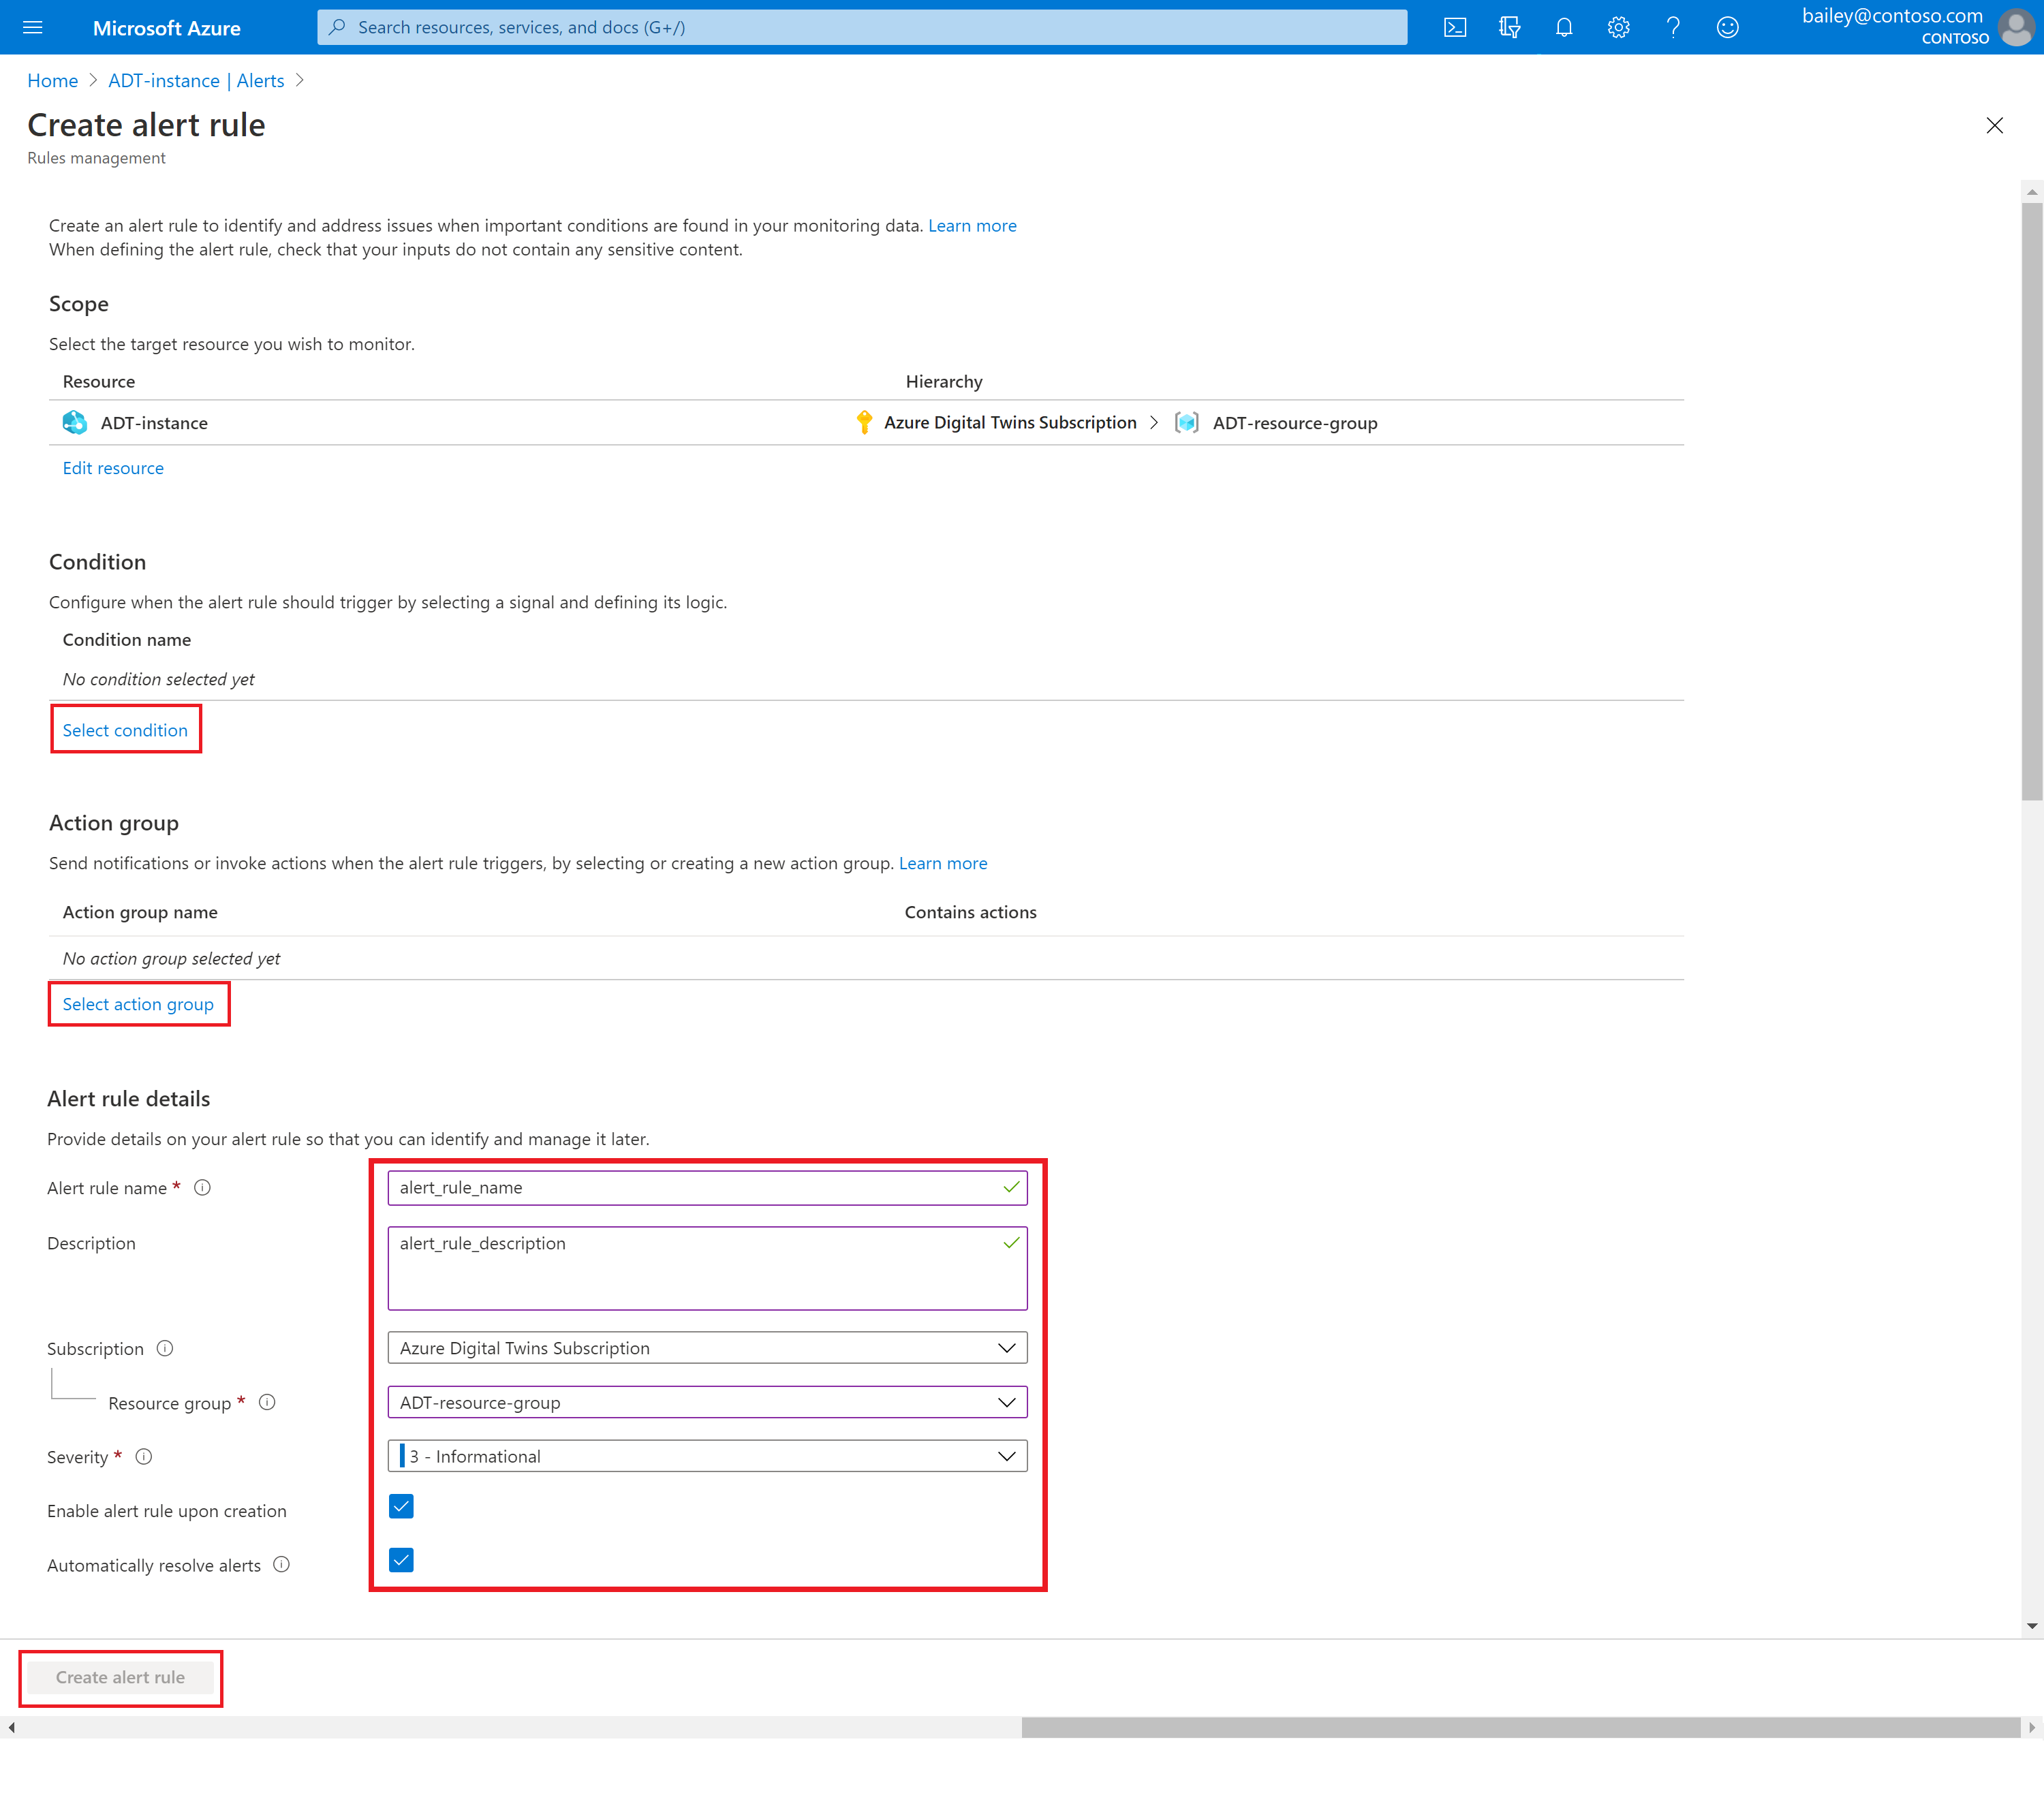 Microsoft Azure
Search resources, services, and docs (G+/)
bailey@contoso.com
CONTOSO
Home > ADT-instance | Alerts >
Create alert rule
Rules management
Create an alert rule to identify and address issues when important conditions are found in your monitoring data. Learn more
When defining the alert rule, check that your inputs do not contain any sensitive content.
Scope
Select the target resource you wish to monitor.
Resource Hierarchy
ADT-instance Azure Digital Twins Subscription > ADT-resource-group
Edit resource
Condition
Configure when the alert rule should trigger by selecting a signal and defining its logic.
Condition name
No condition selected yet
Select condition
Action group
Send notifications or invoke actions when the alert rule triggers, by selecting or creating a new action group. Learn more
Action group name Contains actions
No action group selected yet
Select action group
Alert rule details
Provide details on your alert rule so that you can identify and manage it later.
Alert rule name * alert_rule_name
Description alert_rule_description
Subscription Azure Digital Twins Subscription
Resource group * ADT-resource-group
Severity * 3 - Informational
Enable alert rule upon creation
Automatically resolve alerts
Create alert rule